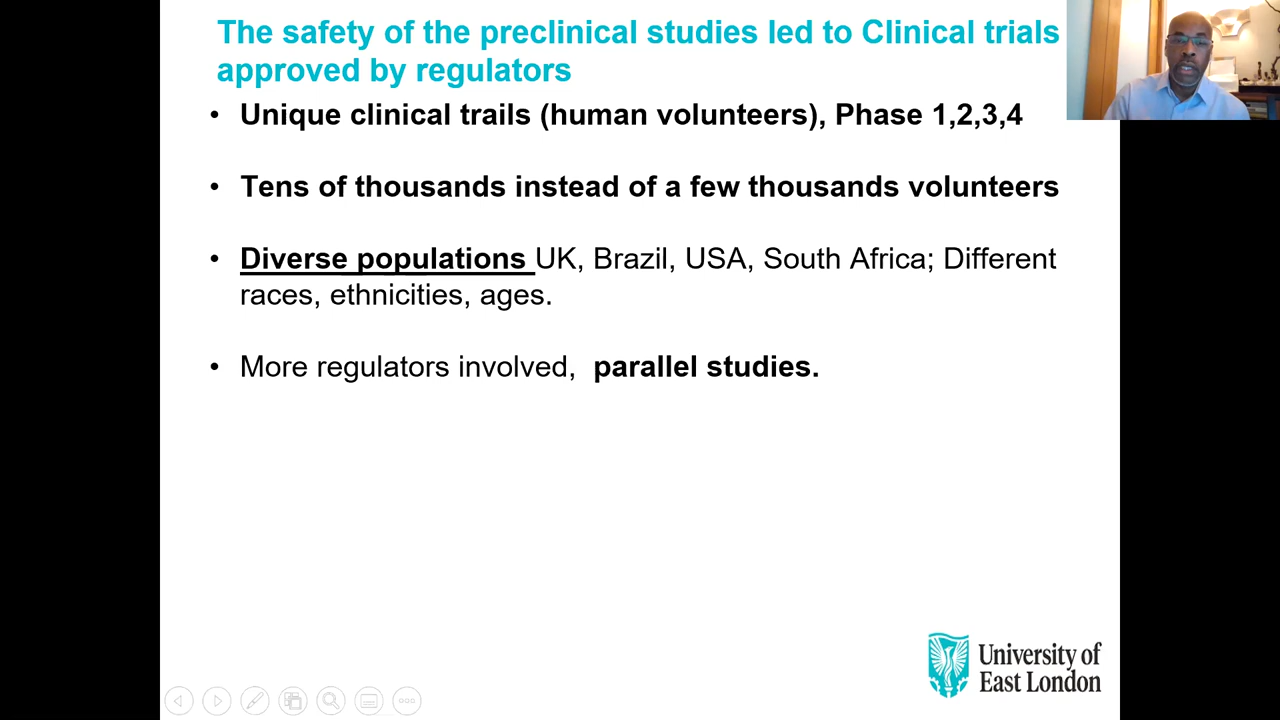 The safety of the preclinical studies led to Clinical trials
approved by regulators
• Unique clinical trails (human volunteers), Phase 1,2,3,4
• Tens of thousands instead of a few thousands volunteers
• Diverse populations UK, Brazil, USA, South Africa; Different
races, ethnicities, ages.
• More regulators involved,  parallel studies.
University of
East London